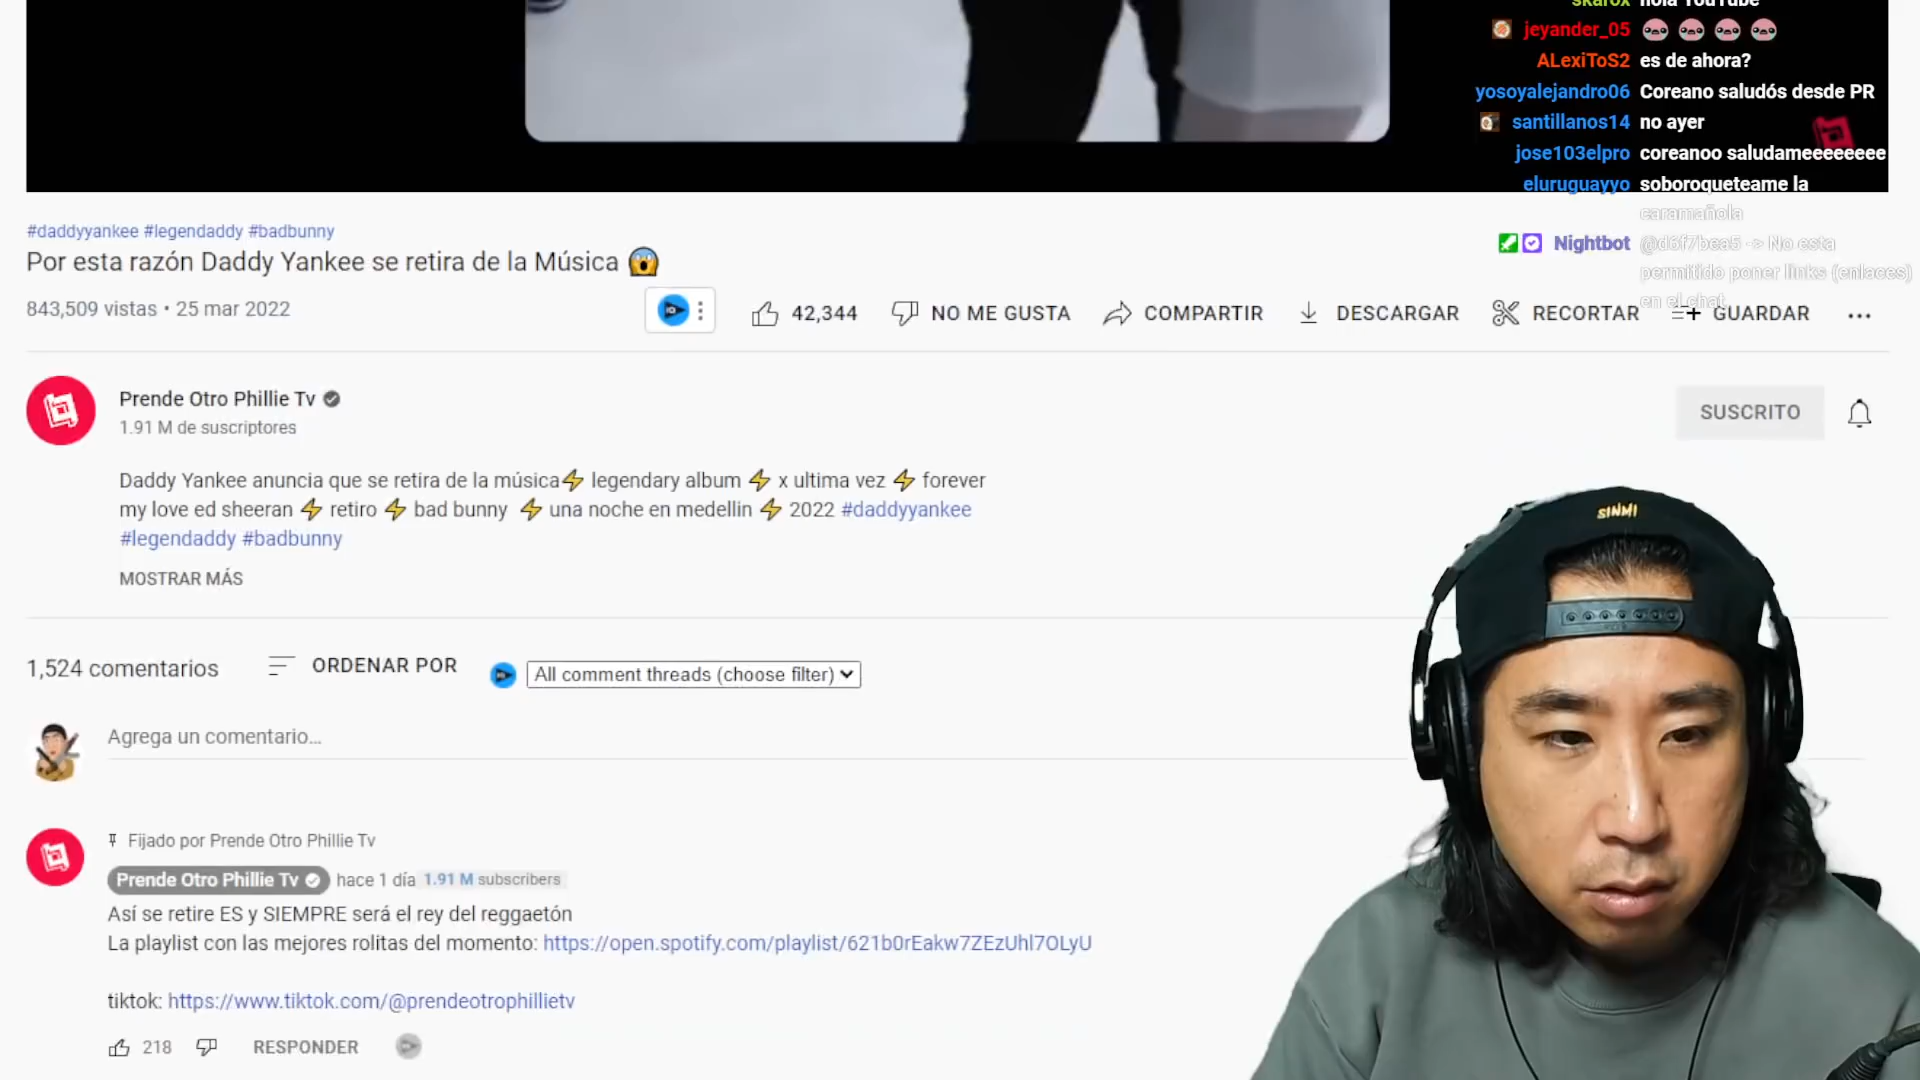 skarox hola YouTube
jeyander_05
ALexiToS2 es de ahora?
yosoyalejandro06 Coreano saludós desde PR
santillanos14 no ayer
jose103elpro coreanoo saludameeeeeeee
eluruguayyo soboroqueteame la
caramañola
Nightbot @d6f7bea5 -> No esta
permitido poner links (enlaces)
en el chat
#daddyyankee #legendaddy #badbunny
Por esta razón Daddy Yankee se retira de la Música 😱
843,509 vistas • 25 mar 2022
42,344 NO ME GUSTA COMPARTIR DESCARGAR RECORTAR GUARDAR ...
Prende Otro Phillie Tv
1.91 M de suscriptores
SUSCRITO
Daddy Yankee anuncia que se retira de la música⚡ legendary album ⚡ x ultima vez ⚡ forever
my love ed sheeran ⚡ retiro ⚡ bad bunny ⚡ una noche en medellin ⚡ 2022 #daddyyankee
#legendaddy #badbunny
MOSTRAR MÁS
SINMI
1,524 comentarios ORDENAR POR All comment threads (choose filter)
Agrega un comentario...
Fijado por Prende Otro Phillie Tv
Prende Otro Phillie Tv hace 1 día 1.91 M subscribers
Así se retire ES y SIEMPRE será el rey del reggaetón
La playlist con las mejores rolitas del momento: https://open.spotify.com/playlist/621b0rEakw7ZEzUhl7OLyU
tiktok: https://www.tiktok.com/@prendeotrophillietv
218 RESPONDER